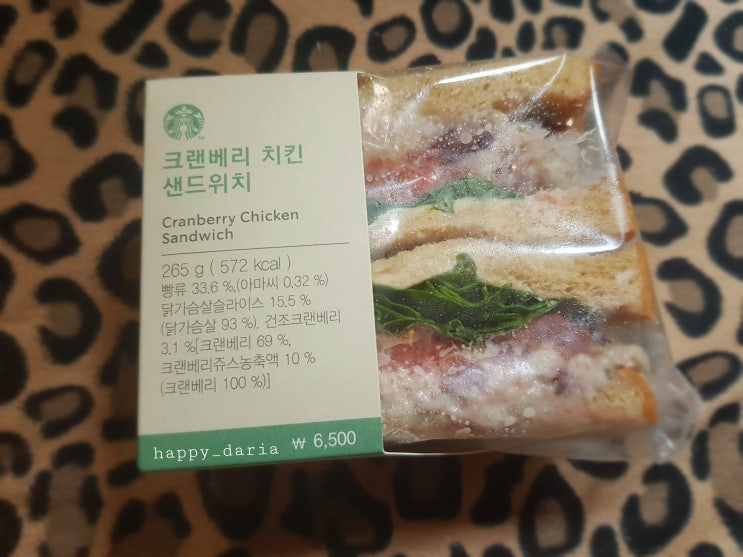 크랜베리 치킨
샌드위치
Cranberry Chicken
Sandwich
265 g ( 572 kcal )
빵류 33.6 %,(아마씨 0.32 %)
닭가슴살슬라이스 15.5 %
(닭가슴살 93 %), 건조크랜베리
3.1 %[크랜베리 69 %,
크랜베리쥬스농축액 10 %
(크랜베리 100 %)]
happy_daria ₩ 6,500